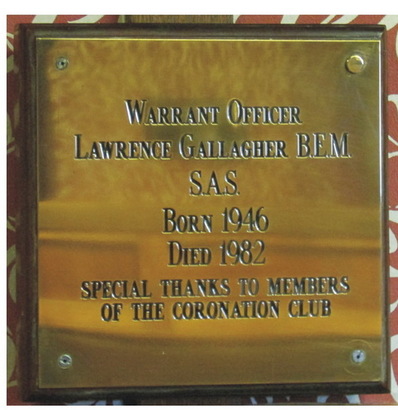 WARRANT OFFICER
LAWRENCE GALLAGHER B.E.M.
S.A.S.
BORN 1946
DIED 1982
SPECIAL THANKS TO MEMBERS
OF THE CORONATION CLUB